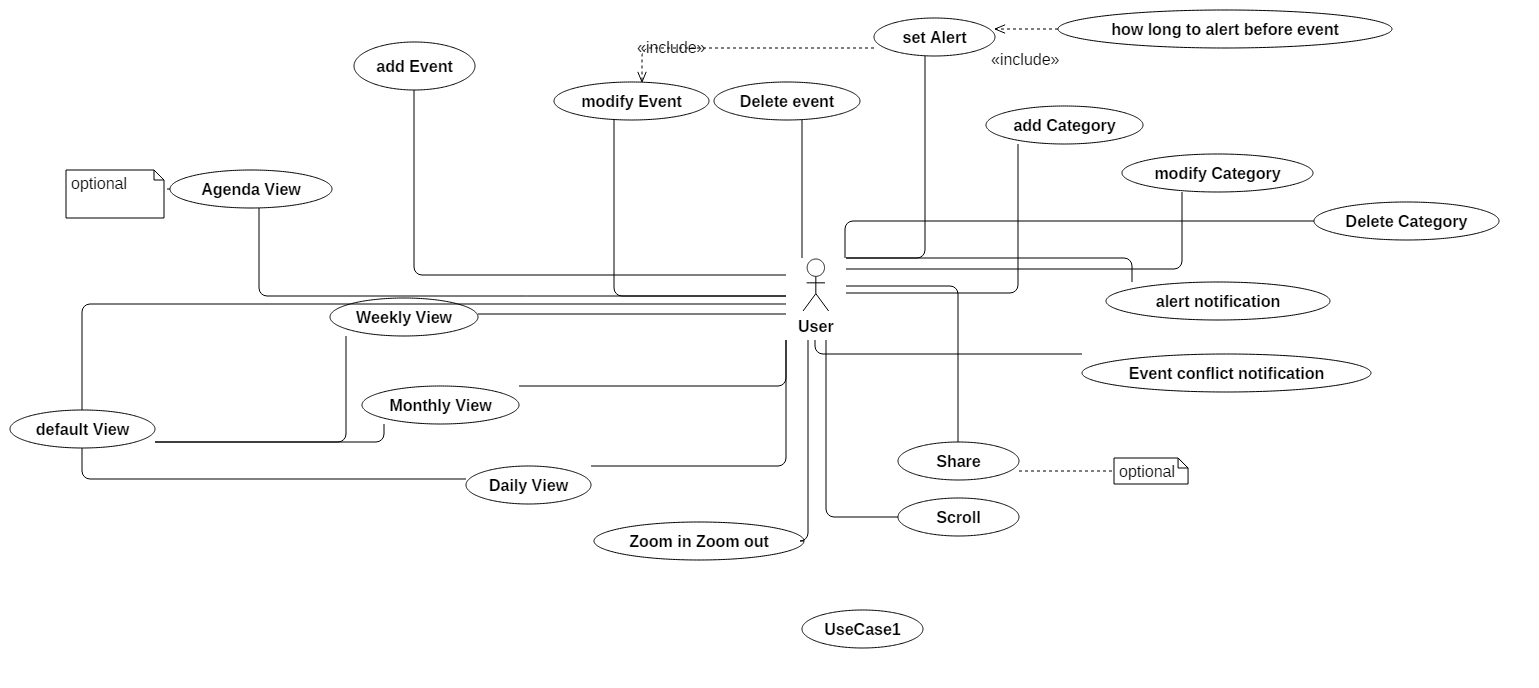 how long to alert before event
set Alert
«include»
«include»
add Event
modify Event
Delete event
add Category
modify Category
optional
Agenda View
Delete Category
alert notification
Weekly View
User
Event conflict notification
Monthly View
default View
Share
optional
Daily View
Scroll
Zoom in Zoom out
UseCase1